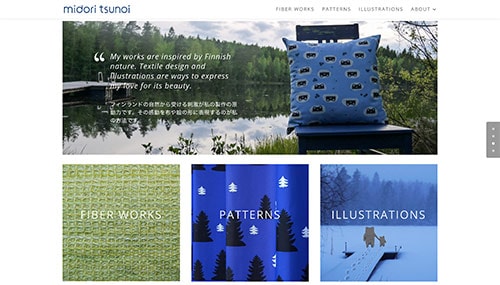 midori tsunoi
FIBER WORKS PATTERNS ILLUSTRATIONS ABOUT
“ My works are inspired by Finnish
nature. Textile design and
illustrations are ways to express
my love for its beauty.
フィンランドの自然から受ける刺激が私の製作の原
動力です。その感動を布や絵の形に表現するのが私
の方法です。
FIBER WORKS
PATTERNS
ILLUSTRATIONS